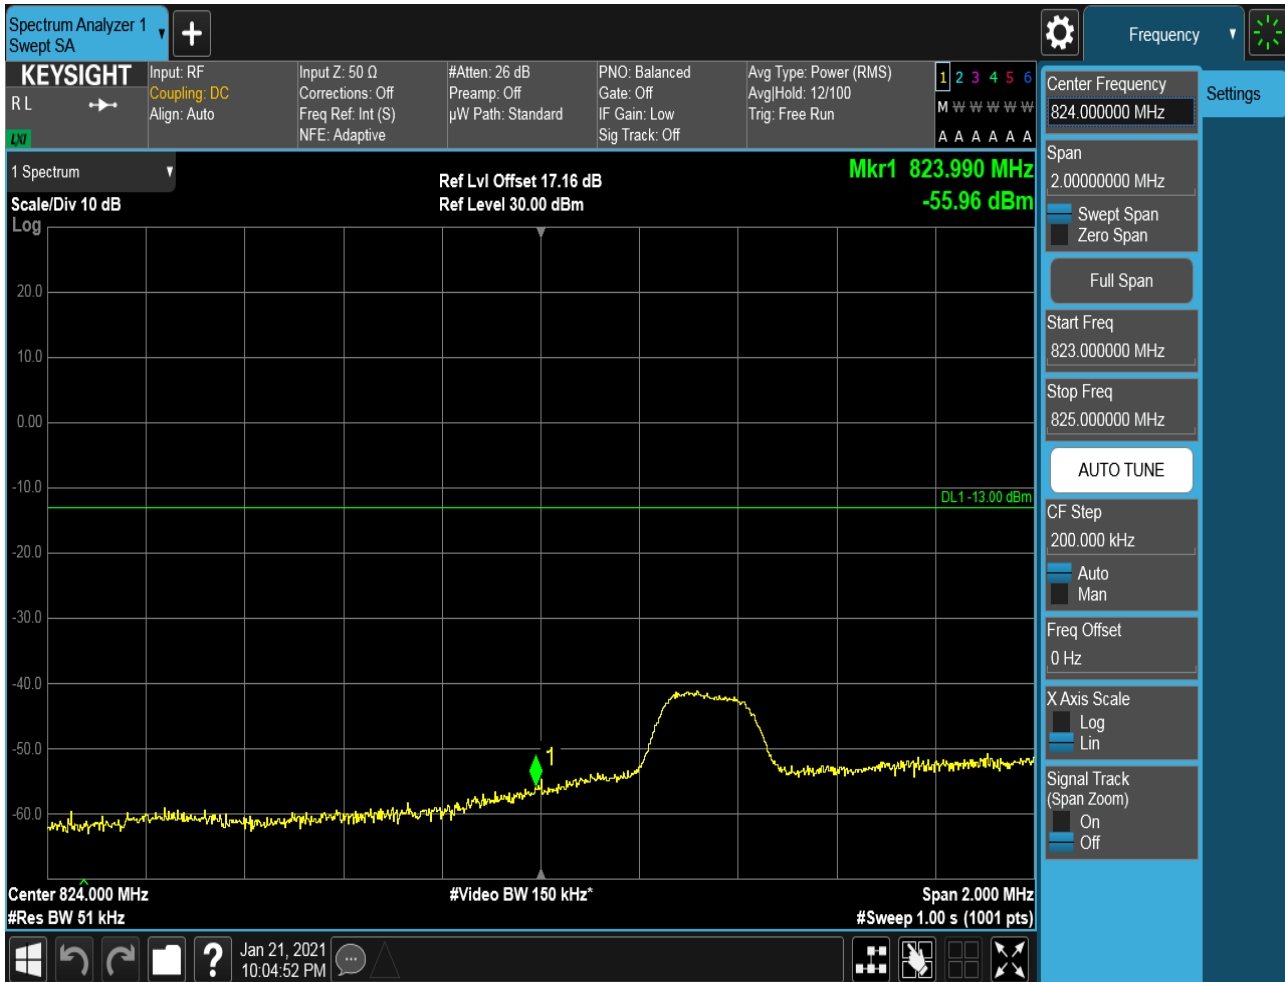 Spectrum Analyzer 1
Swept SA
Frequency
KEYSIGHT
R L
LXI
Input: RF
Coupling: DC
Align: Auto
Input Z: 50 Ω
Corrections: Off
Freq Ref: Int (S)
NFE: Adaptive
#Atten: 26 dB
Preamp: Off
µW Path: Standard
PNO: Balanced
Gate: Off
IF Gain: Low
Sig Track: Off
Avg Type: Power (RMS)
Avg|Hold: 12/100
Trig: Free Run
1 2 3 4 5 6
M W W W W W
A A A A A A
1 Spectrum
Scale/Div 10 dB
Log
Ref Lvl Offset 17.16 dB
Ref Level 30.00 dBm
Mkr1 823.990 MHz
-55.96 dBm
20.0
10.0
0.00
-10.0
DL1 -13.00 dBm
-20.0
-30.0
-40.0
-50.0
1
-60.0
Center 824.000 MHz
#Res BW 51 kHz
#Video BW 150 kHz*
Span 2.000 MHz
#Sweep 1.00 s (1001 pts)
?
Jan 21, 2021
10:04:52 PM
Center Frequency
824.000000 MHz
Settings
Span
2.00000000 MHz
Swept Span
Zero Span
Full Span
Start Freq
823.000000 MHz
Stop Freq
825.000000 MHz
AUTO TUNE
CF Step
200.000 kHz
Auto
Man
Freq Offset
0 Hz
X Axis Scale
Log
Lin
Signal Track
(Span Zoom)
On
Off